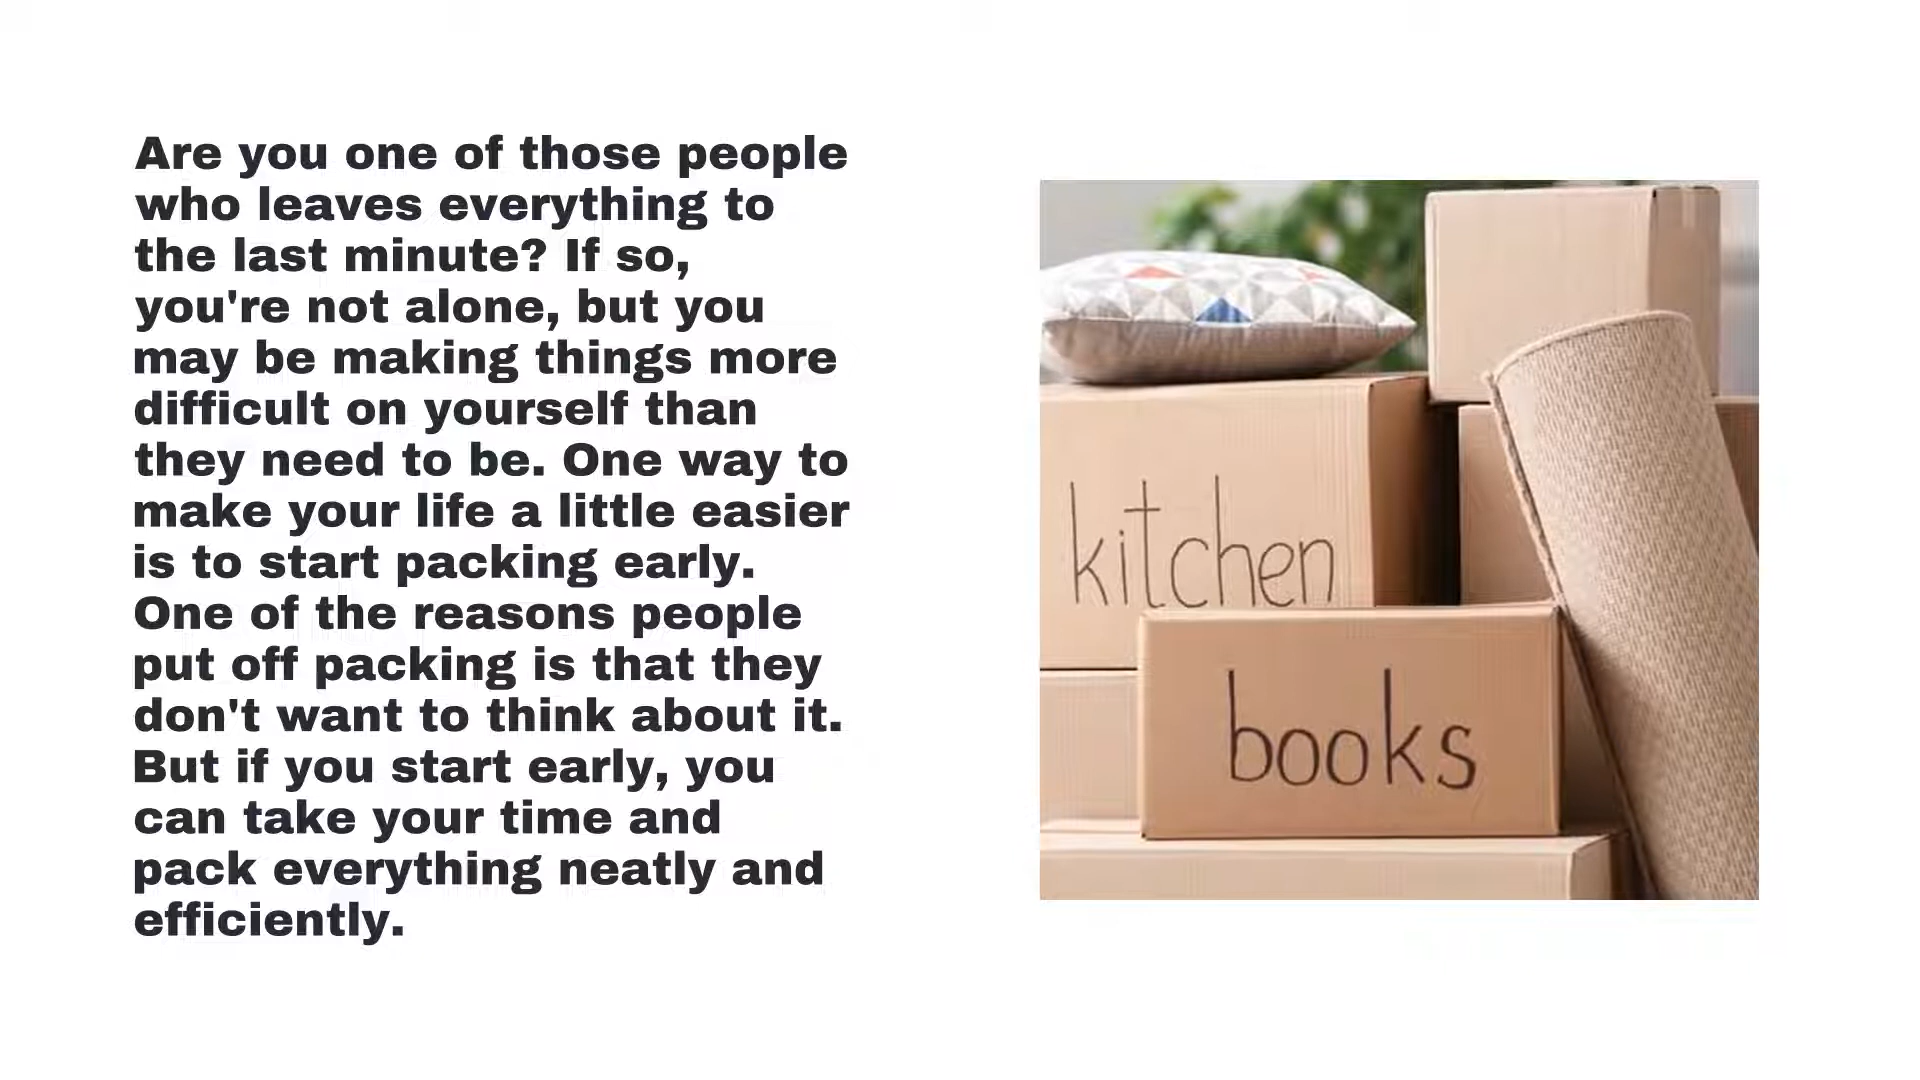 Are you one of those people
who leaves everything to
the last minute? If so,
you're not alone, but you
may be making things more
difficult on yourself than
they need to be. One way to
make your life a little easier
is to start packing early.
One of the reasons people
put off packing is that they
don't want to think about it.
But if you start early, you
can take your time and
pack everything neatly and
efficiently.
kitchen
books